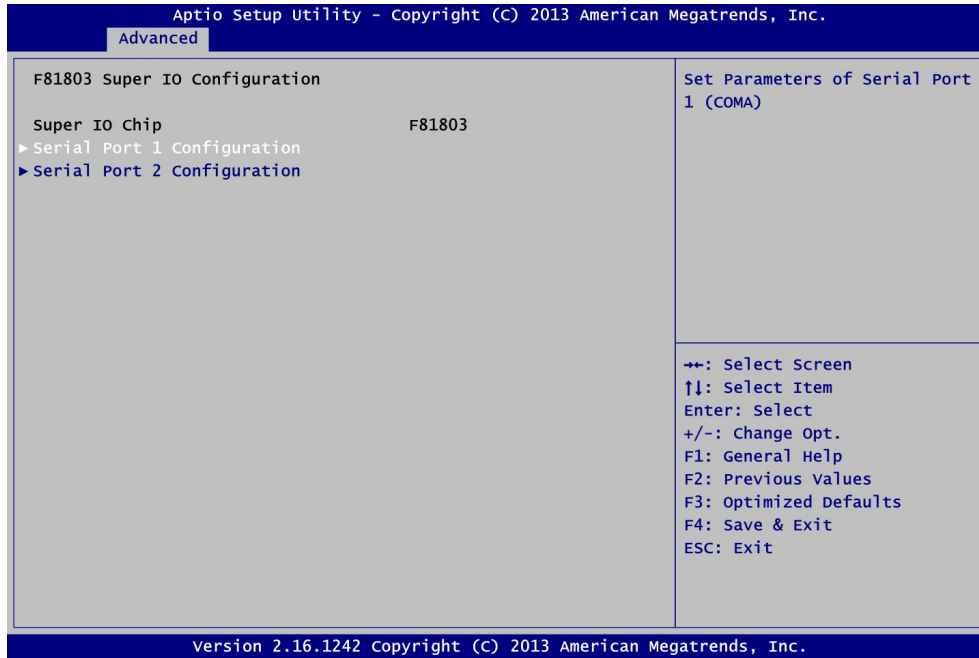 Aptio Setup Utility - Copyright (C) 2013 American Megatrends, Inc.
Advanced
F81803 Super IO Configuration
Super IO Chip F81803
►Serial Port 1 Configuration
►Serial Port 2 Configuration
Set Parameters of Serial Port
1 (COMA)
→←: Select Screen
↑↓: Select Item
Enter: Select
+/-: Change Opt.
F1: General Help
F2: Previous Values
F3: Optimized Defaults
F4: Save & Exit
ESC: Exit
Version 2.16.1242 Copyright (C) 2013 American Megatrends, Inc.